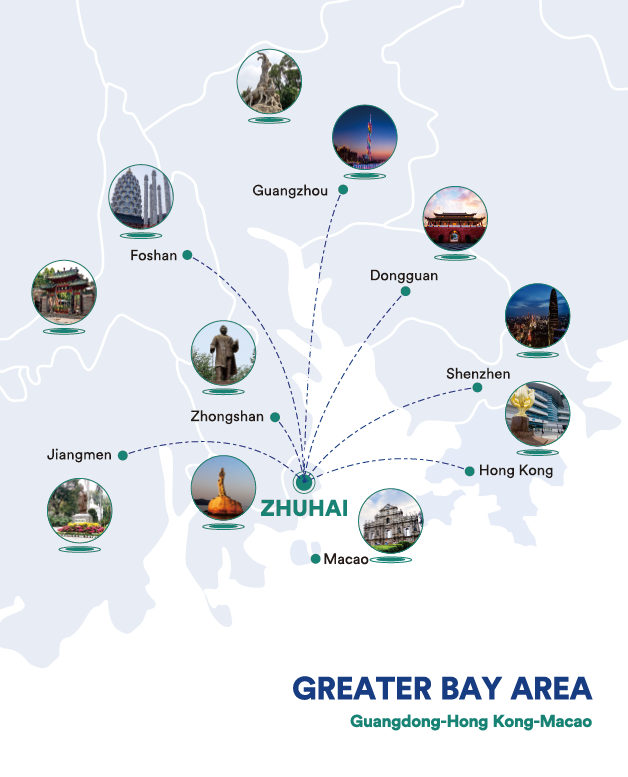 Guangzhou
Foshan
Dongguan
Shenzhen
Zhongshan
Jiangmen
Hong Kong
ZHUHAI
Macao
GREATER BAY AREA
Guangdong-Hong Kong-Macao